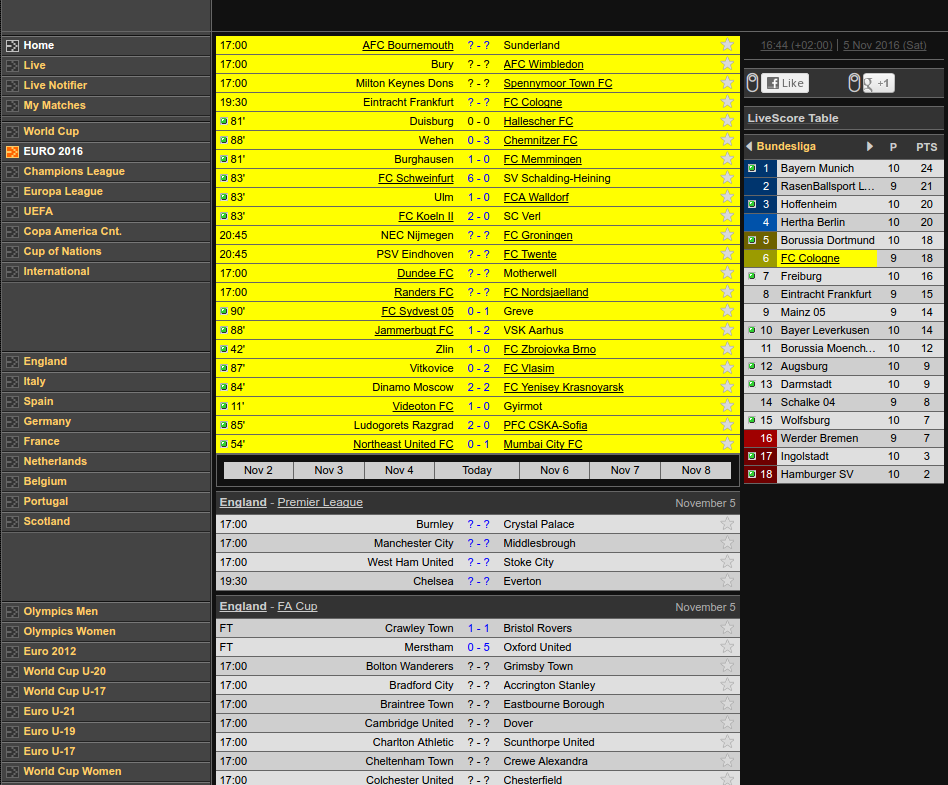 Home
Live
Live Notifier
My Matches
World Cup
EURO 2016
Champions League
Europa League
UEFA
Copa America Cnt.
Cup of Nations
International
England
Italy
Spain
Germany
France
Netherlands
Belgium
Portugal
Scotland
Olympics Men
Olympics Women
Euro 2012
World Cup U-20
World Cup U-17
Euro U-21
Euro U-19
Euro U-17
World Cup Women
17:00 AFC Bournemouth ? - ? Sunderland
17:00 Bury ? - ? AFC Wimbledon
17:00 Milton Keynes Dons ? - ? Spennymoor Town FC
19:30 Eintracht Frankfurt ? - ? FC Cologne
81' Duisburg 0 - 0 Hallescher FC
88' Wehen 0 - 3 Chemnitzer FC
81' Burghausen 1 - 0 FC Memmingen
83' FC Schweinfurt 6 - 0 SV Schalding-Heining
83' Ulm 1 - 0 FCA Walldorf
83' FC Koeln II 2 - 0 SC Verl
20:45 NEC Nijmegen ? - ? FC Groningen
20:45 PSV Eindhoven ? - ? FC Twente
17:00 Dundee FC ? - ? Motherwell
17:00 Randers FC ? - ? FC Nordsjaelland
90' FC Sydvest 05 0 - 1 Greve
88' Jammerbugt FC 1 - 2 VSK Aarhus
42' Zlin 1 - 0 FC Zbrojovka Brno
87' Vitkovice 0 - 2 FC Vlasim
84' Dinamo Moscow 2 - 2 FC Yenisey Krasnoyarsk
11' Videoton FC 1 - 0 Gyirmot
85' Ludogorets Razgrad 2 - 0 PFC CSKA-Sofia
54' Northeast United FC 0 - 1 Mumbai City FC
Nov 2 Nov 3 Nov 4 Today Nov 6 Nov 7 Nov 8
England - Premier League November 5
17:00 Burnley ? - ? Crystal Palace
17:00 Manchester City ? - ? Middlesbrough
17:00 West Ham United ? - ? Stoke City
19:30 Chelsea ? - ? Everton
England - FA Cup November 5
FT Crawley Town 1 - 1 Bristol Rovers
FT Merstham 0 - 5 Oxford United
17:00 Bolton Wanderers ? - ? Grimsby Town
17:00 Bradford City ? - ? Accrington Stanley
17:00 Braintree Town ? - ? Eastbourne Borough
17:00 Cambridge United ? - ? Dover
17:00 Charlton Athletic ? - ? Scunthorpe United
17:00 Cheltenham Town ? - ? Crewe Alexandra
17:00 Colchester United ? - ? Chesterfield
16:44 (+02:00) | 5 Nov 2016 (Sat)
Like +1
LiveScore Table
Bundesliga P PTS
1 Bayern Munich 10 24
2 RasenBallsport L... 9 21
3 Hoffenheim 10 20
4 Hertha Berlin 10 20
5 Borussia Dortmund 10 18
6 FC Cologne 9 18
7 Freiburg 10 16
8 Eintracht Frankfurt 9 15
9 Mainz 05 9 14
10 Bayer Leverkusen 10 14
11 Borussia Moench... 10 12
12 Augsburg 10 9
13 Darmstadt 10 9
14 Schalke 04 9 8
15 Wolfsburg 10 7
16 Werder Bremen 9 7
17 Ingolstadt 10 3
18 Hamburger SV 10 2